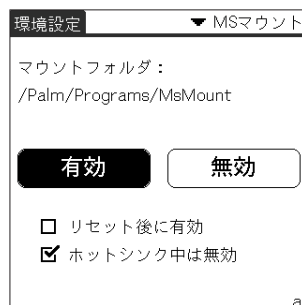 環境設定 ▼ MSマウント
マウントフォルダ：
/Palm/Programs/MsMount
有効 無効
リセット後に有効
ホットシンク中は無効
a